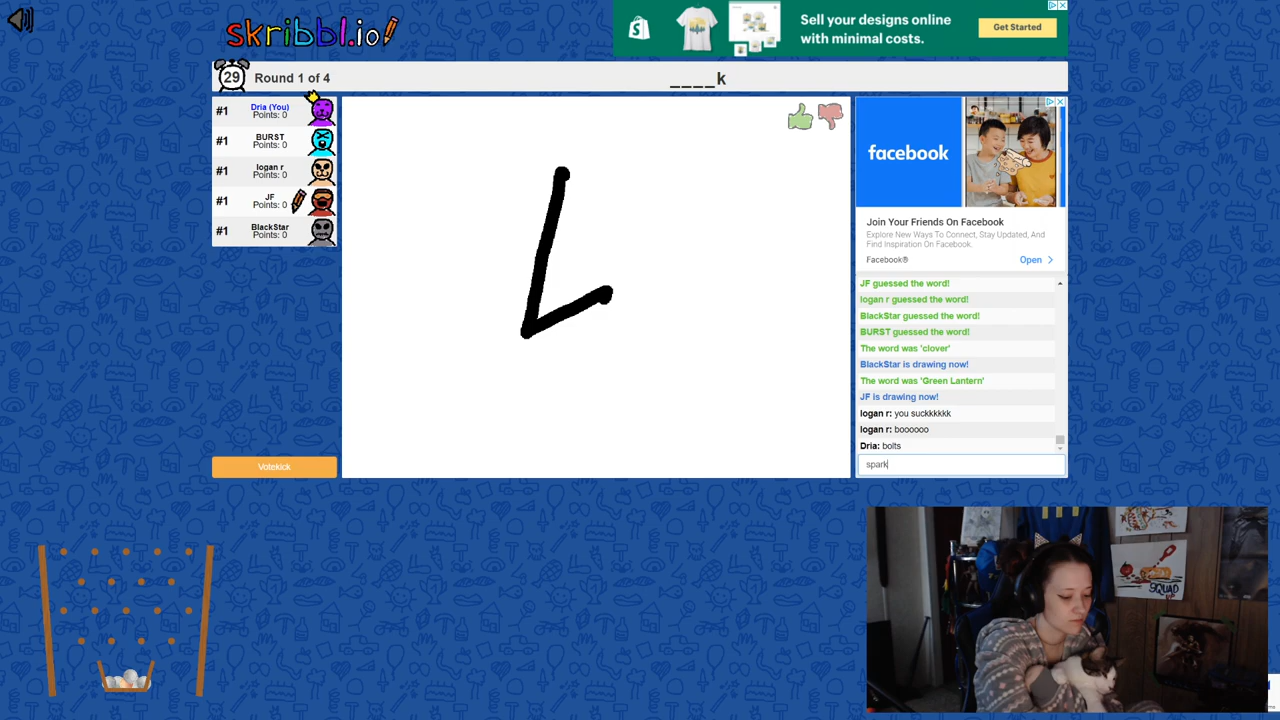 skribbl.io
Sell your designs online
with minimal costs.
Get Started
29
Round 1 of 4
____k
#1
Dria (You)
Points: 0
#1
BURST
Points: 0
#1
logan r
Points: 0
#1
JF
Points: 0
#1
BlackStar
Points: 0
Votekick
facebook
Join Your Friends On Facebook
Explore New Ways To Connect, Stay Updated, And
Find Inspiration On Facebook.
Facebook®
Open
JF guessed the word!
logan r guessed the word!
BlackStar guessed the word!
BURST guessed the word!
The word was 'clover'
BlackStar is drawing now!
The word was 'Green Lantern'
JF is drawing now!
logan r: you suckkkkkk
logan r: boooooo
Dria: bolts
spark
SQUAD